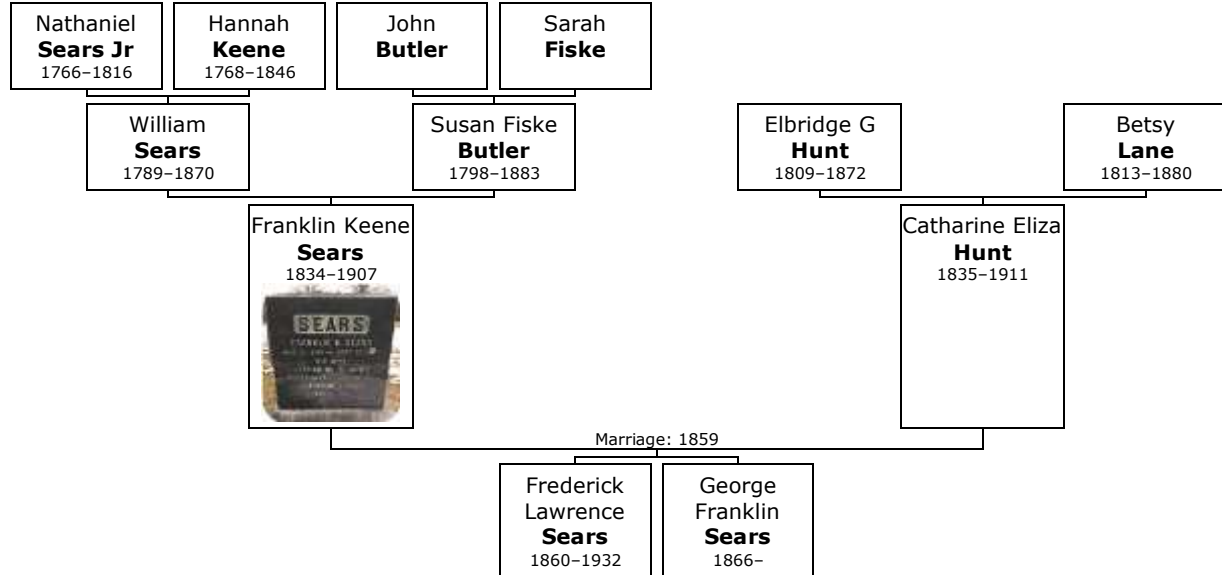 Nathaniel
Sears Jr
1766–1816
Hannah
Keene
1768–1846
John
Butler
Sarah
Fiske
William
Sears
1789–1870
Susan Fiske
Butler
1798–1883
Elbridge G
Hunt
1809–1872
Betsy
Lane
1813–1880
Franklin Keene
Sears
1834–1907
SEARS
FRANKLIN K SEARS
Catharine Eliza
Hunt
1835–1911
Marriage: 1859
Frederick
Lawrence
Sears
1860–1932
George
Franklin
Sears
1866–